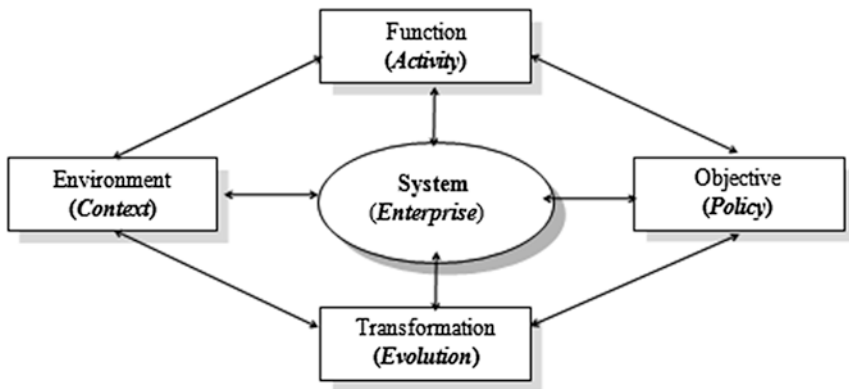 Function
(Activity)
Environment
(Context)
System
(Enterprise)
Objective
(Policy)
Transformation
(Evolution)